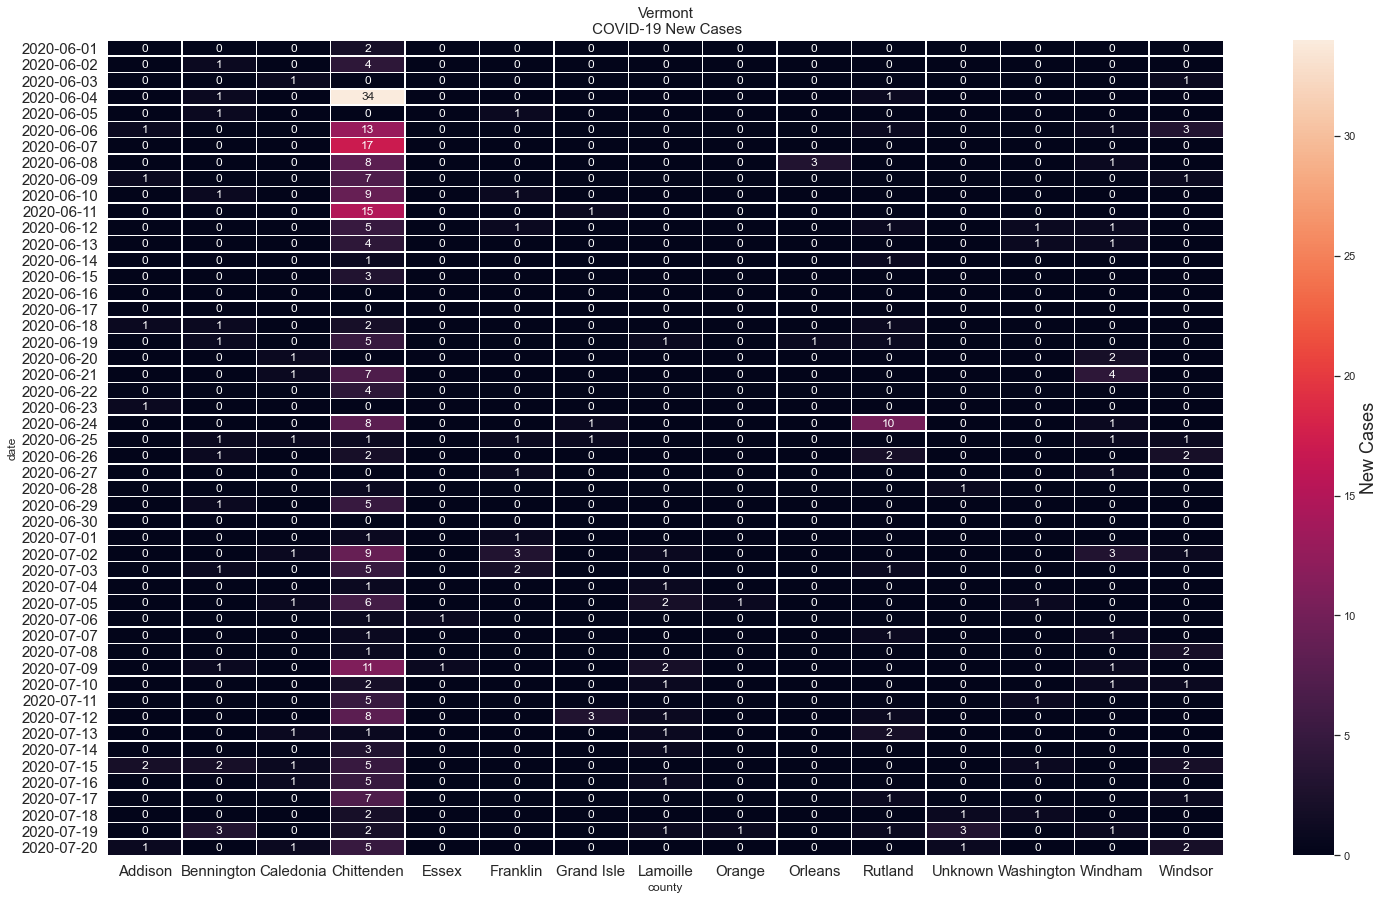 Vermont
COVID-19 New Cases
2020-06-01 0 0 0 2 0 0 0 0 0 0 0 0 0 0 0
2020-06-02 0 1 0 4 0 0 0 0 0 0 0 0 0 0 0
2020-06-03 0 0 1 0 0 0 0 0 0 0 0 0 0 0 1
2020-06-04 0 1 0 34 0 0 0 0 0 0 1 0 0 0 0
2020-06-05 0 1 0 0 0 1 0 0 0 0 0 0 0 0 0
2020-06-06 1 0 0 13 0 0 0 0 0 0 1 0 0 1 3
2020-06-07 0 0 0 17 0 0 0 0 0 0 0 0 0 0 0
2020-06-08 0 0 0 8 0 0 0 0 0 3 0 0 0 1 0
2020-06-09 1 0 0 7 0 0 0 0 0 0 0 0 0 0 1
2020-06-10 0 1 0 9 0 1 0 0 0 0 0 0 0 0 0
2020-06-11 0 0 0 15 0 0 1 0 0 0 0 0 0 0 0
2020-06-12 0 0 0 5 0 1 0 0 0 0 1 0 1 1 0
2020-06-13 0 0 0 4 0 0 0 0 0 0 0 0 1 1 0
2020-06-14 0 0 0 1 0 0 0 0 0 0 1 0 0 0 0
2020-06-15 0 0 0 3 0 0 0 0 0 0 0 0 0 0 0
2020-06-16 0 0 0 0 0 0 0 0 0 0 0 0 0 0 0
2020-06-17 0 0 0 0 0 0 0 0 0 0 0 0 0 0 0
2020-06-18 1 1 0 2 0 0 0 0 0 0 1 0 0 0 0
2020-06-19 0 1 0 5 0 0 0 1 0 1 1 0 0 0 0
2020-06-20 0 0 1 0 0 0 0 0 0 0 0 0 0 2 0
2020-06-21 0 0 1 7 0 0 0 0 0 0 0 0 0 4 0
2020-06-22 0 0 0 4 0 0 0 0 0 0 0 0 0 0 0
2020-06-23 1 0 0 0 0 0 0 0 0 0 0 0 0 0 0
2020-06-24 0 0 0 8 0 0 1 0 0 0 10 0 0 1 0
2020-06-25 0 1 1 1 0 1 1 0 0 0 0 0 0 1 1
2020-06-26 0 1 0 2 0 0 0 0 0 0 2 0 0 0 2
2020-06-27 0 0 0 0 0 1 0 0 0 0 0 0 0 1 0
2020-06-28 0 0 0 1 0 0 0 0 0 0 0 1 0 0 0
2020-06-29 0 1 0 5 0 0 0 0 0 0 0 0 0 0 0
2020-06-30 0 0 0 0 0 0 0 0 0 0 0 0 0 0 0
2020-07-01 0 0 0 1 0 1 0 0 0 0 0 0 0 0 0
2020-07-02 0 0 1 9 0 3 0 1 0 0 0 0 0 3 1
2020-07-03 0 1 0 5 0 2 0 0 0 0 1 0 0 0 0
2020-07-04 0 0 0 1 0 0 0 1 0 0 0 0 0 0 0
2020-07-05 0 0 1 6 0 0 0 2 1 0 0 0 1 0 0
2020-07-06 0 0 0 1 1 0 0 0 0 0 0 0 0 0 0
2020-07-07 0 0 0 1 0 0 0 0 0 0 1 0 0 1 0
2020-07-08 0 0 0 1 0 0 0 0 0 0 0 0 0 0 2
2020-07-09 0 1 0 11 1 0 0 2 0 0 0 0 0 1 0
2020-07-10 0 0 0 2 0 0 0 1 0 0 0 0 0 1 1
2020-07-11 0 0 0 5 0 0 0 0 0 0 0 0 1 0 0
2020-07-12 0 0 0 8 0 0 3 1 0 0 1 0 0 0 0
2020-07-13 0 0 1 1 0 0 0 1 0 0 2 0 0 0 0
2020-07-14 0 0 0 3 0 0 0 1 0 0 0 0 0 0 0
2020-07-15 2 2 1 5 0 0 0 0 0 0 0 0 1 0 2
2020-07-16 0 0 1 5 0 0 0 1 0 0 0 0 0 0 0
2020-07-17 0 0 0 7 0 0 0 0 0 0 1 0 0 0 1
2020-07-18 0 0 0 2 0 0 0 0 0 0 0 1 1 0 0
2020-07-19 0 3 0 2 0 0 0 1 1 0 1 3 0 1 0
2020-07-20 1 0 1 5 0 0 0 0 0 0 0 1 0 0 2
Addison Bennington Caledonia Chittenden Essex Franklin Grand Isle Lamoille Orange Orleans Rutland Unknown Washington Windham Windsor
county
date
30
25
20
15
10
5
0
New Cases